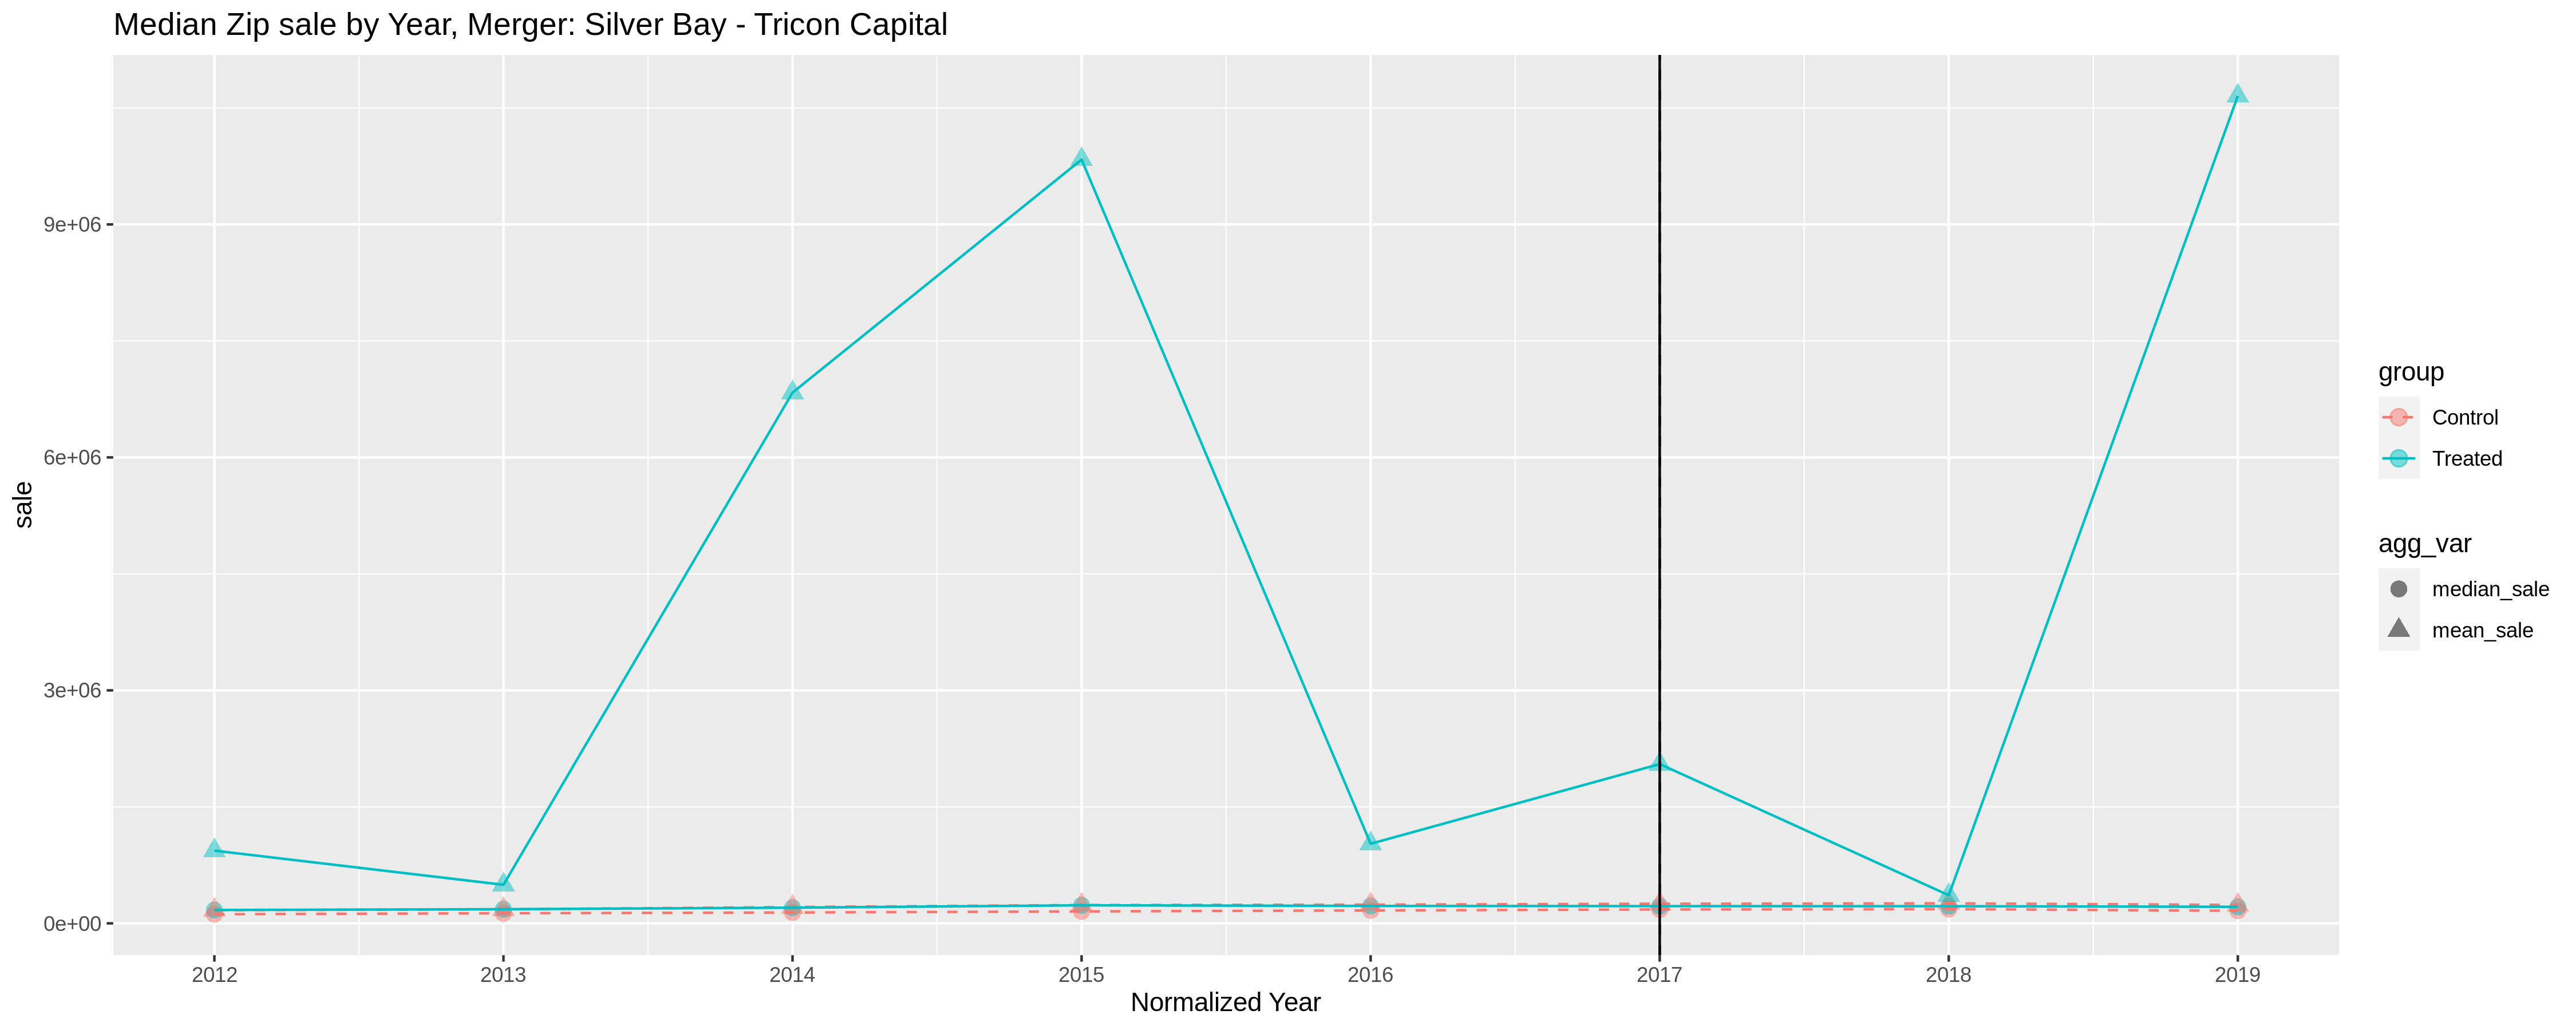 Median Zip sale by Year, Merger: Silver Bay - Tricon Capital
sale
9e+06
6e+06
3e+06
0e+00
2012 2013 2014 2015 2016 2017 2018 2019
Normalized Year
group
Control
Treated
agg_var
median_sale
mean_sale